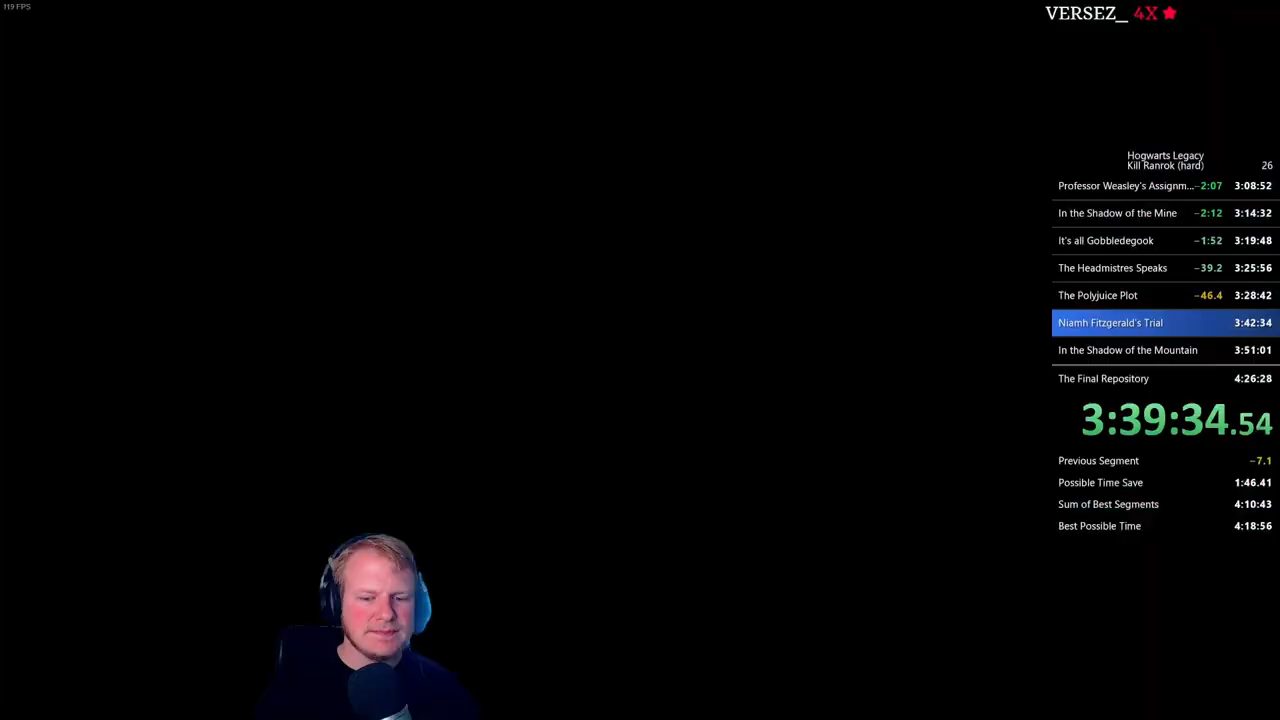 119 FPS
VERSEZ_ 4X
Hogwarts Legacy
Kill Ranrok (hard) 26
Professor Weasley's Assignm... −2:07 3:08:52
In the Shadow of the Mine −2:12 3:14:32
It's all Gobbledegook −1:52 3:19:48
The Headmistres Speaks −39.2 3:25:56
The Polyjuice Plot −46.4 3:28:42
Niamh Fitzgerald's Trial 3:42:34
In the Shadow of the Mountain 3:51:01
The Final Repository 4:26:28
3:39:34.54
Previous Segment −7.1
Possible Time Save 1:46.41
Sum of Best Segments 4:10:43
Best Possible Time 4:18:56